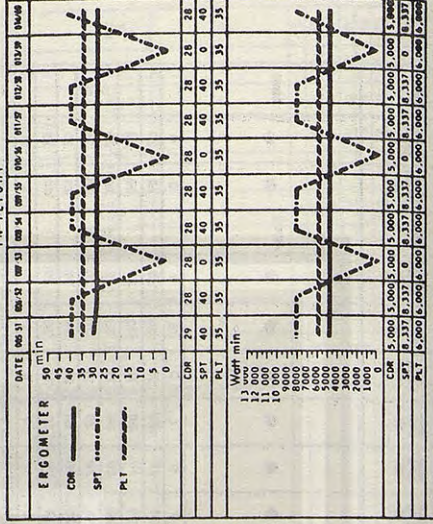 DATE 005 51 006/52 007 53 008 54 009/55 010/56 011/57 012/58 013/59 014/60
ERGOMETER
CDR
SPT
PLT
50 min
45
40
35
30
25
20
15
10
5
0
CDR 29 28 28 28 28 28 28 28 28 28
SPT 40 40 0 40 40 0 40 40 0 40
PLT 35 35 35 35 35 35 35 35 35 35
Watt min
13 000
12 000
11 000
10 000
9000
8000
7000
6000
5000
4000
3000
2000
1000
0
CDR 5,000 5,000 5,000 5,000 5,000 5,000 5,000 5,000 5,000 5,000
SPT 8.337 8.337 0 8.337 8.337 0 8.337 8.337 0 8.337
PLT 6.000 6.000 6.000 6.000 6.000 6.000 6.000 6.000 6.000 6.000